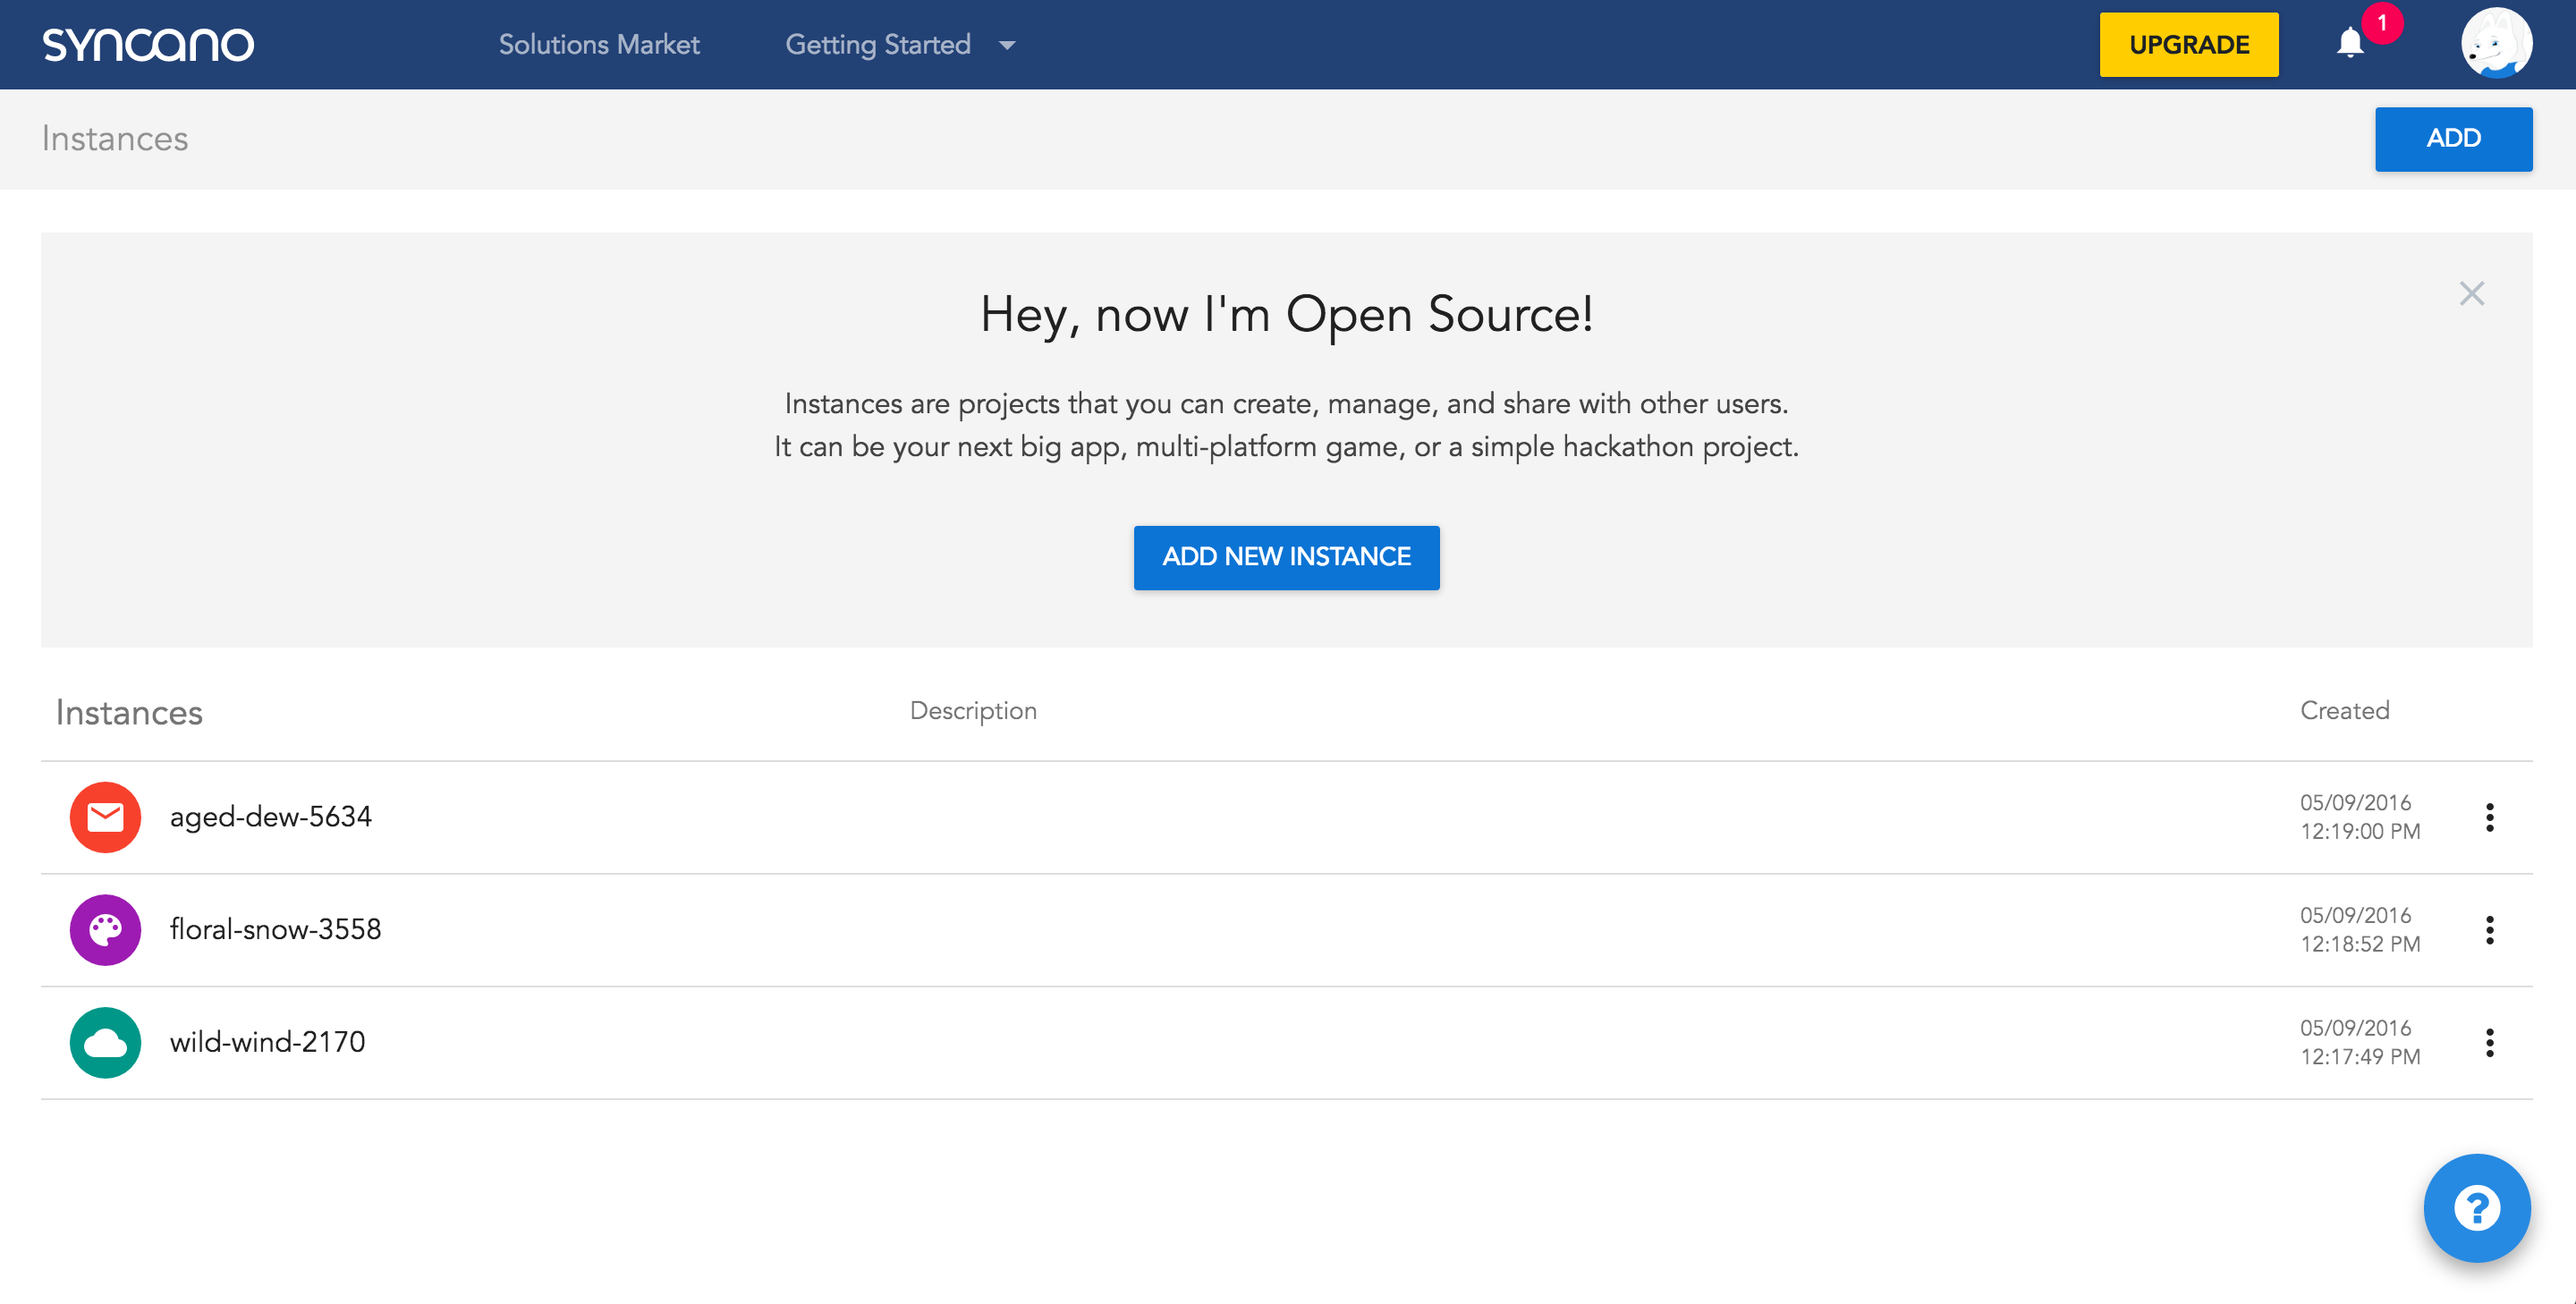 syncano
Solutions Market
Getting Started
UPGRADE
1
Instances
ADD
Hey, now I'm Open Source!
Instances are projects that you can create, manage, and share with other users.
It can be your next big app, multi-platform game, or a simple hackathon project.
ADD NEW INSTANCE
Instances
Description
Created
aged-dew-5634
05/09/2016
12:19:00 PM
floral-snow-3558
05/09/2016
12:18:52 PM
wild-wind-2170
05/09/2016
12:17:49 PM
?